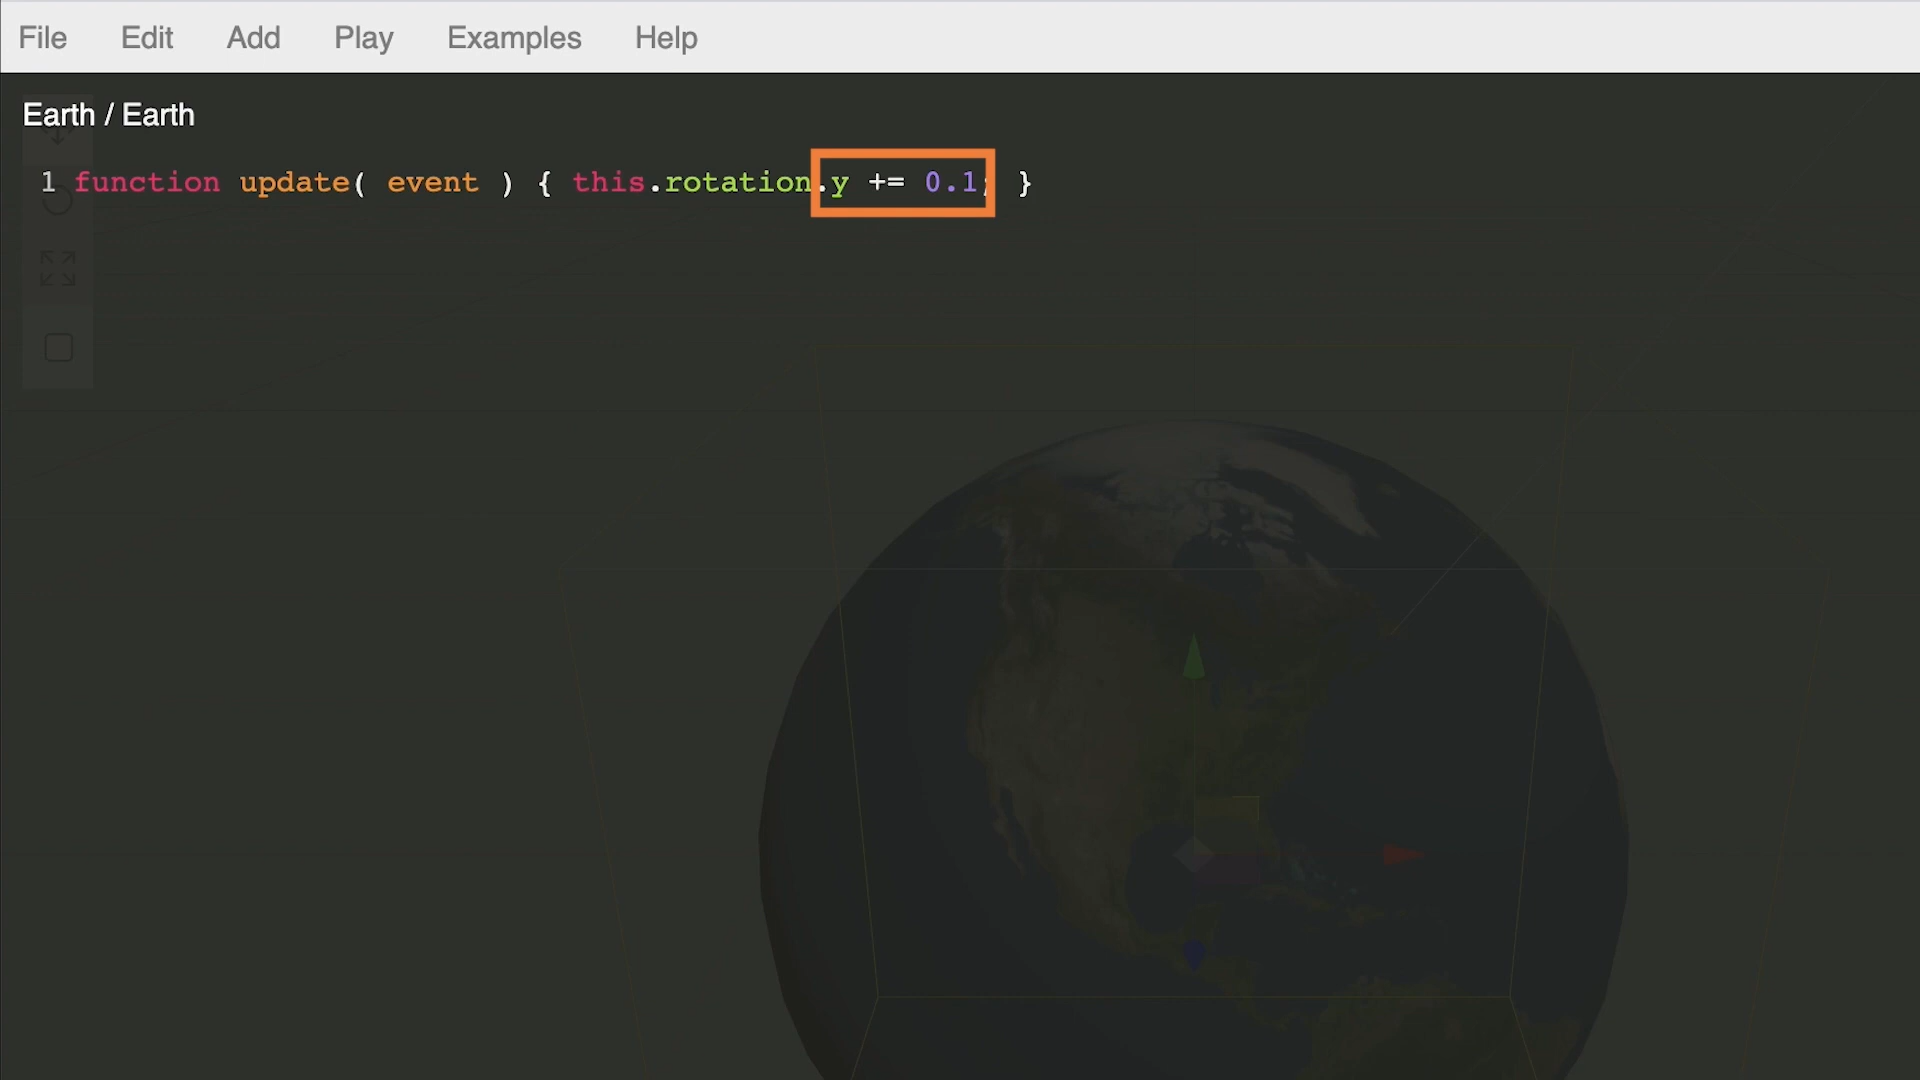 File Edit Add Play Examples Help
Earth / Earth
1 function update( event ) { this.rotation.y += 0.1; }